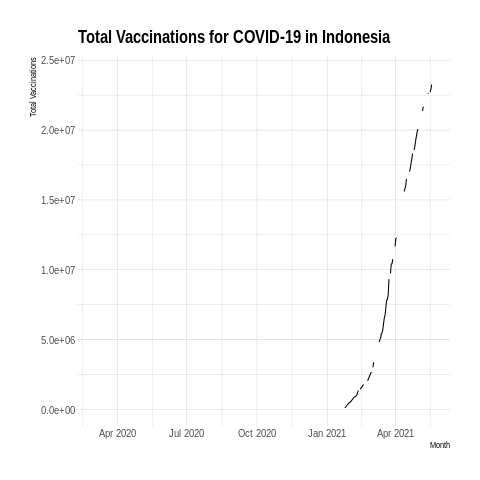 Total Vaccinations for COVID-19 in Indonesia
Total Vaccinations
2.5e+07
2.0e+07
1.5e+07
1.0e+07
5.0e+06
0.0e+00
Apr 2020 Jul 2020 Oct 2020 Jan 2021 Apr 2021
Month